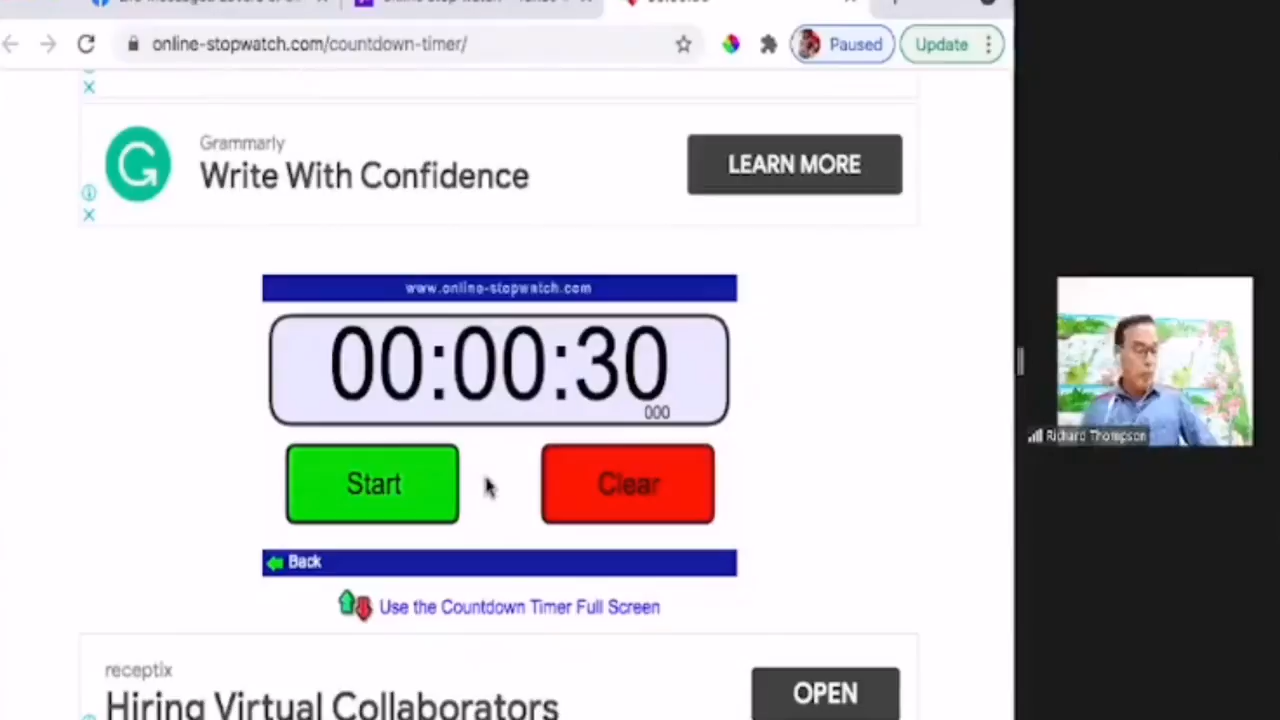 online-stopwatch.com/countdown-timer/
Paused
Update
Grammarly
Write With Confidence
LEARN MORE
www.online-stopwatch.com
00:00:30
000
Start
Clear
Back
Use the Countdown Timer Full Screen
Richard Thompson
receptix
Hiring Virtual Collaborators
OPEN